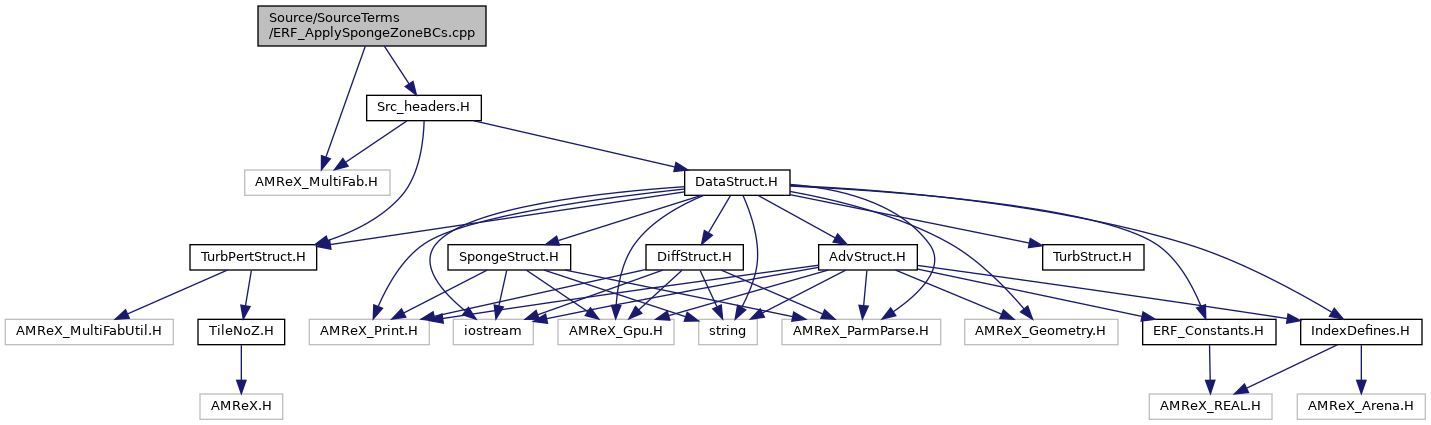 Source/SourceTerms
/ERF_ApplySpongeZoneBCs.cpp
Src_headers.H
AMReX_MultiFab.H
DataStruct.H
TurbPertStruct.H
SpongeStruct.H
DiffStruct.H
AdvStruct.H
TurbStruct.H
AMReX_MultiFabUtil.H
TileNoZ.H
AMReX_Print.H
iostream
AMReX_Gpu.H
string
AMReX_ParmParse.H
AMReX_Geometry.H
ERF_Constants.H
IndexDefines.H
AMReX.H
AMReX_REAL.H
AMReX_Arena.H